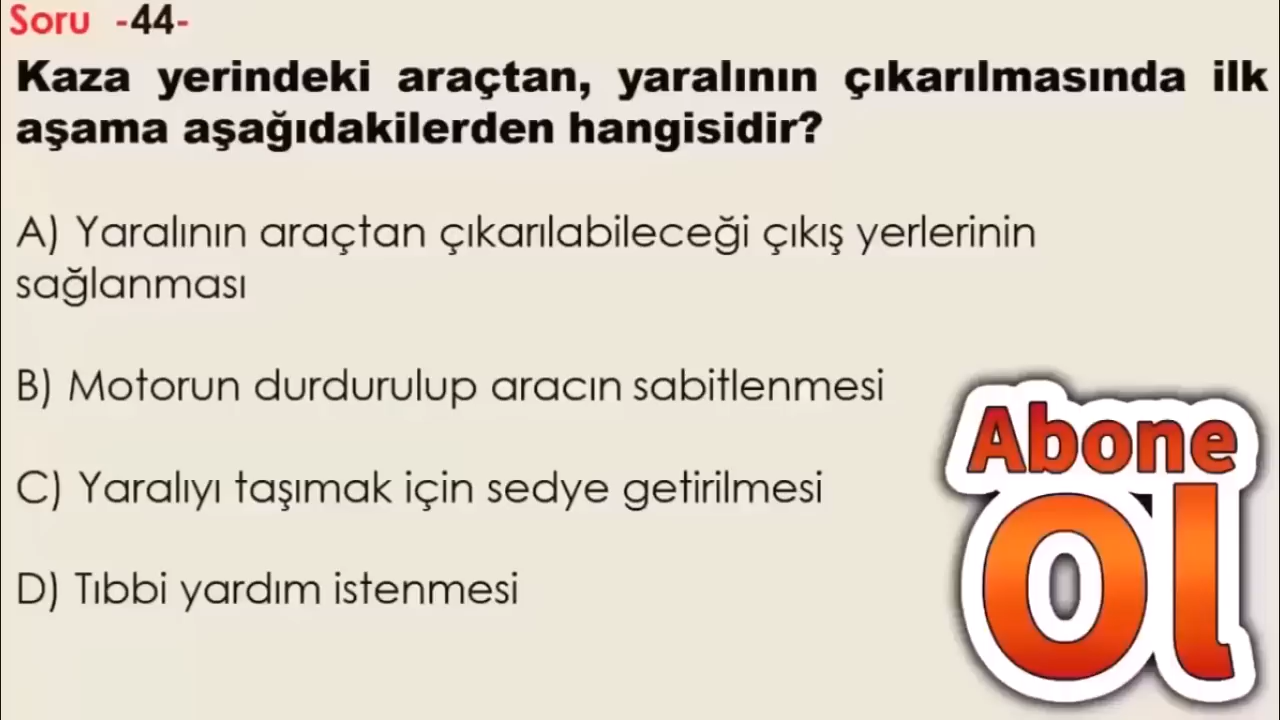 Soru -44-
Kaza yerindeki araçtan, yaralının çıkarılmasında ilk
aşama aşağıdakilerden hangisidir?
A) Yaralının araçtan çıkarılabileceği çıkış yerlerinin
sağlanması
B) Motorun durdurulup aracın sabitlenmesi
C) Yaralıyı taşımak için sedye getirilmesi
D) Tıbbi yardım istenmesi
Abone
Ol